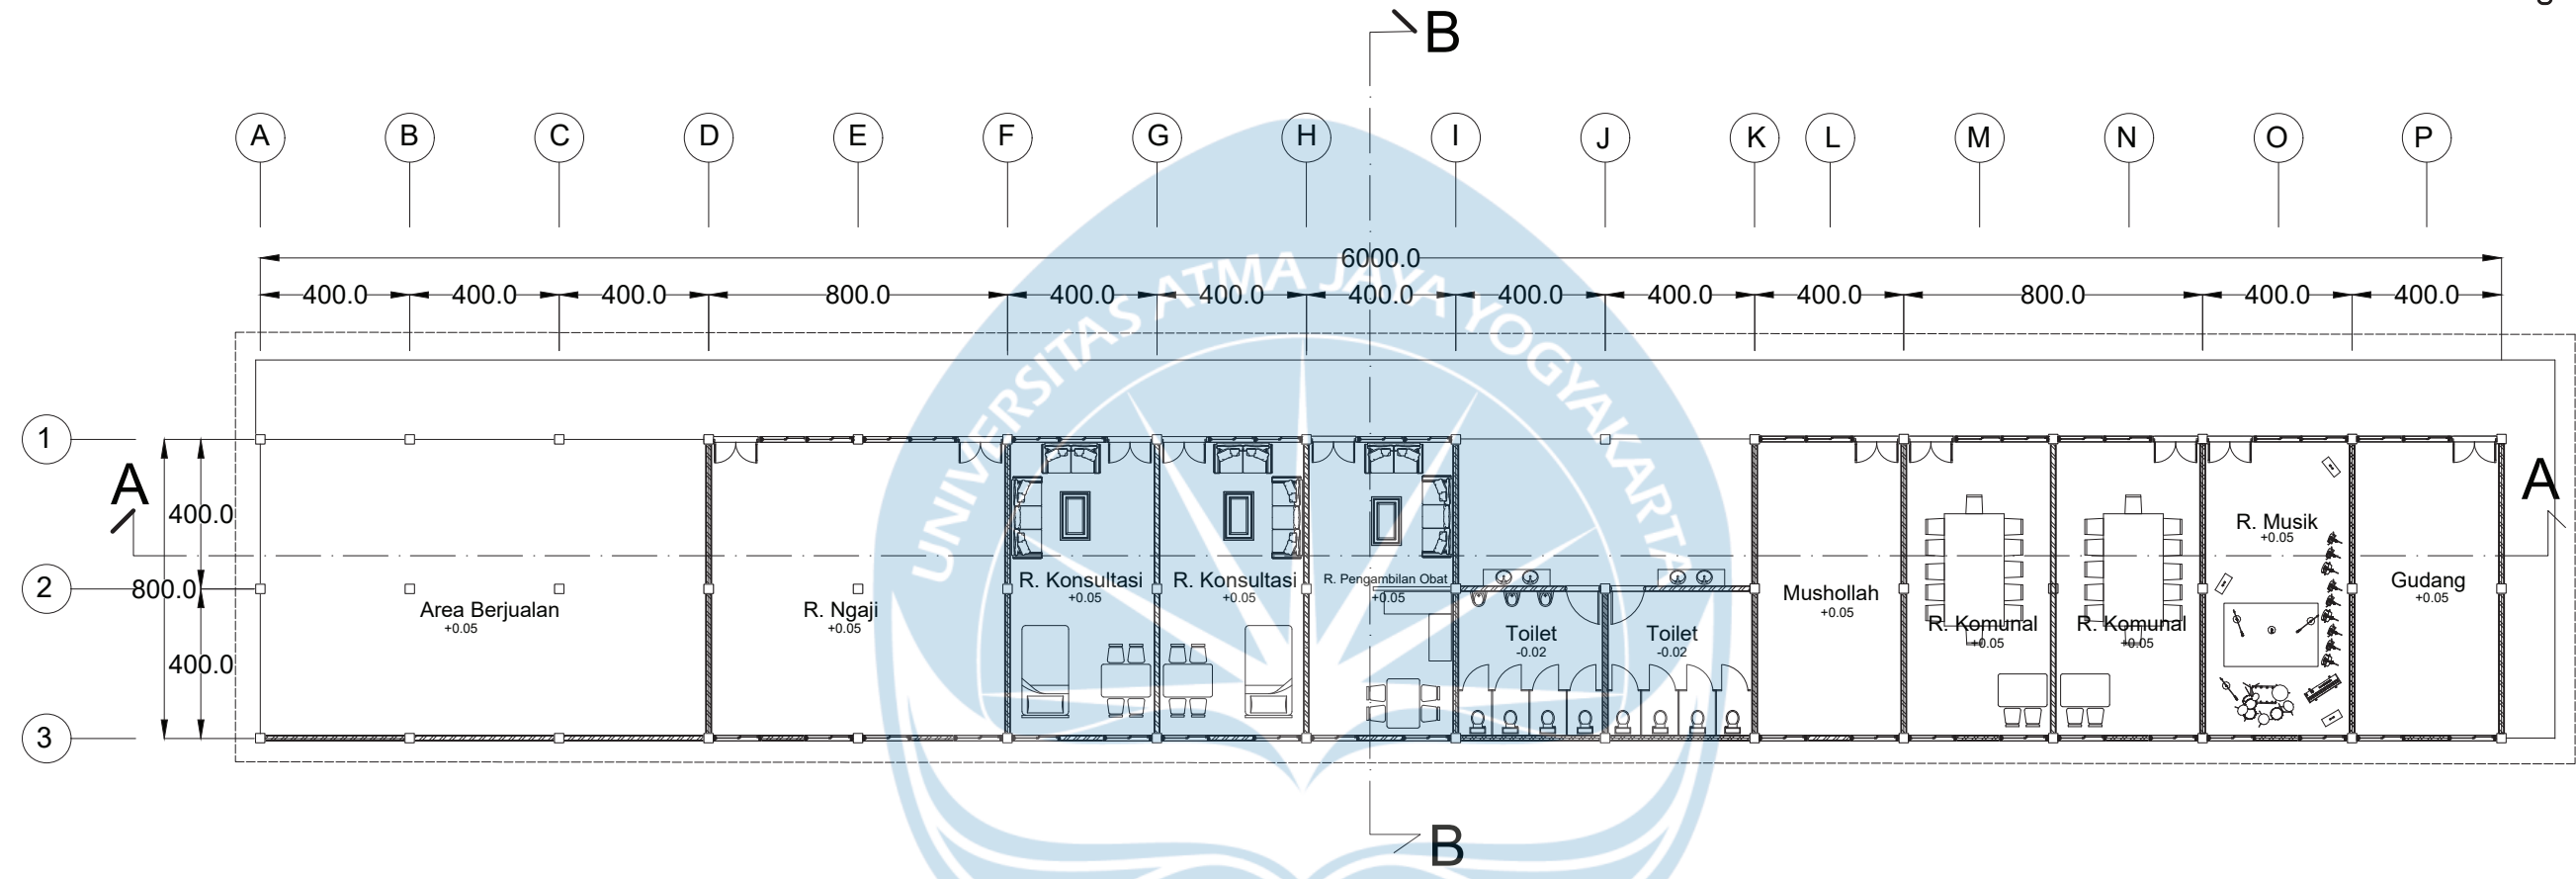 g
B
A B C D E F G H I J K L M N O P
6000.0
400.0 400.0 400.0 800.0 400.0 400.0 400.0 400.0 400.0 400.0 800.0 400.0 400.0
UNIVERSITAS ATMA JAYA YOGYAKARTA
1
A A
400.0
R. Musik
+0.05
2
800.0
R. Konsultasi R. Konsultasi R. Pengambilan Obat Gudang
+0.05 +0.05 +0.05 +0.05
Area Berjualan R. Ngaji Mushollah
+0.05 +0.05 +0.05
R. Komunal R. Komunal
+0.05 +0.05
Toilet Toilet
-0.02 -0.02
400.0
3
B